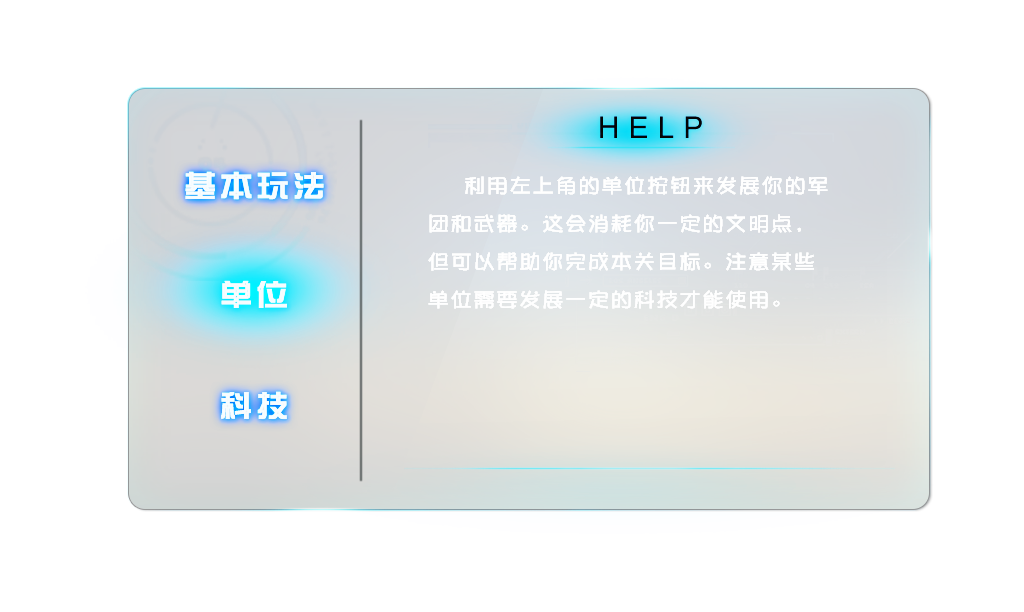 HELP
基本玩法
单位
科技
利用左上角的单位按钮来发展你的军
团和武器。这会消耗你一定的文明点，
但可以帮助你完成本关目标。注意某些
单位需要发展一定的科技才能使用。